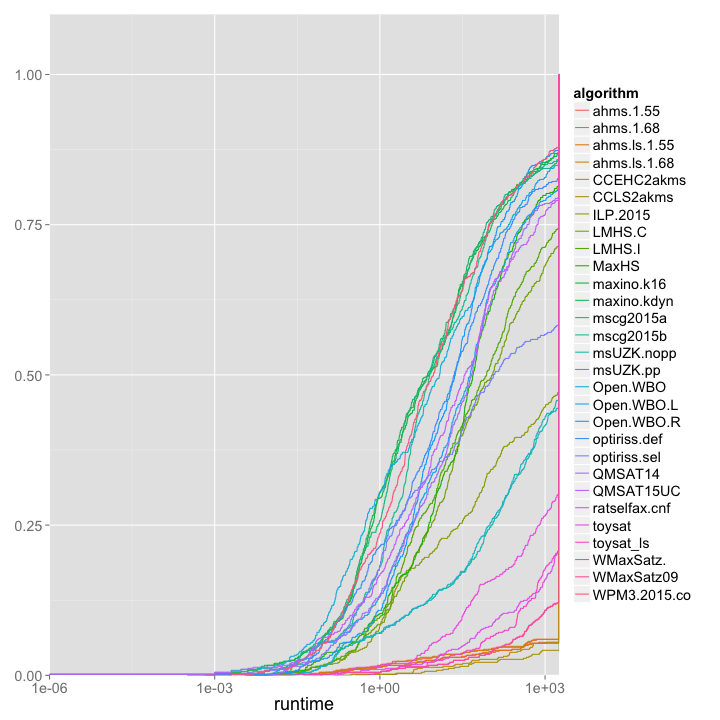 1.00
0.75
0.50
0.25
0.00
1e-06
1e-03
1e+00
1e+03
runtime
algorithm
ahms.1.55
ahms.1.68
ahms.ls.1.55
ahms.ls.1.68
CCEHC2akms
CCLS2akms
ILP.2015
LMHS.C
LMHS.I
MaxHS
maxino.k16
maxino.kdyn
mscg2015a
mscg2015b
msUZK.nopp
msUZK.pp
Open.WBO
Open.WBO.L
Open.WBO.R
optiriss.def
optiriss.sel
QMSAT14
QMSAT15UC
ratselfax.cnf
toysat
toysat_ls
WMaxSatz.
WMaxSatz09
WPM3.2015.co